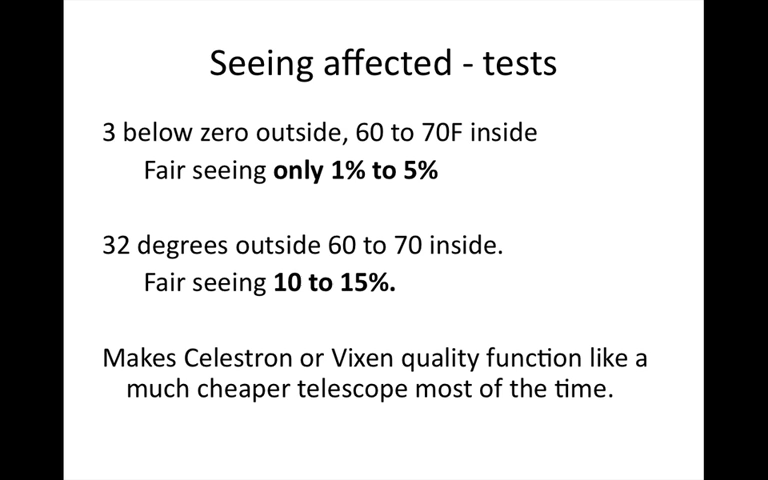 Seeing affected - tests
3 below zero outside, 60 to 70F inside
Fair seeing only 1% to 5%
32 degrees outside 60 to 70 inside.
Fair seeing 10 to 15%.
Makes Celestron or Vixen quality function like a
much cheaper telescope most of the time.